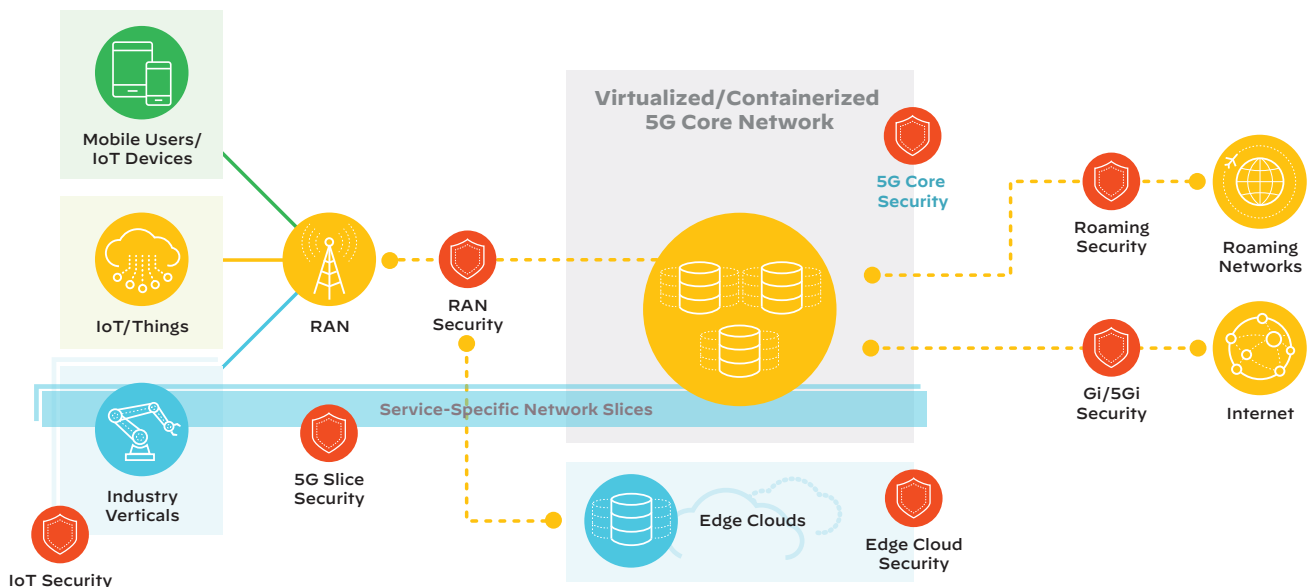 Mobile Users/
IoT Devices
IoT/Things
Industry
Verticals
IoT Security
RAN
RAN
Security
5G Slice
Security
Service-Specific Network Slices
Virtualized/Containerized
5G Core Network
5G Core
Security
Edge Clouds
Edge Cloud
Security
Roaming
Security
Roaming
Networks
Gi/5Gi
Security
Internet